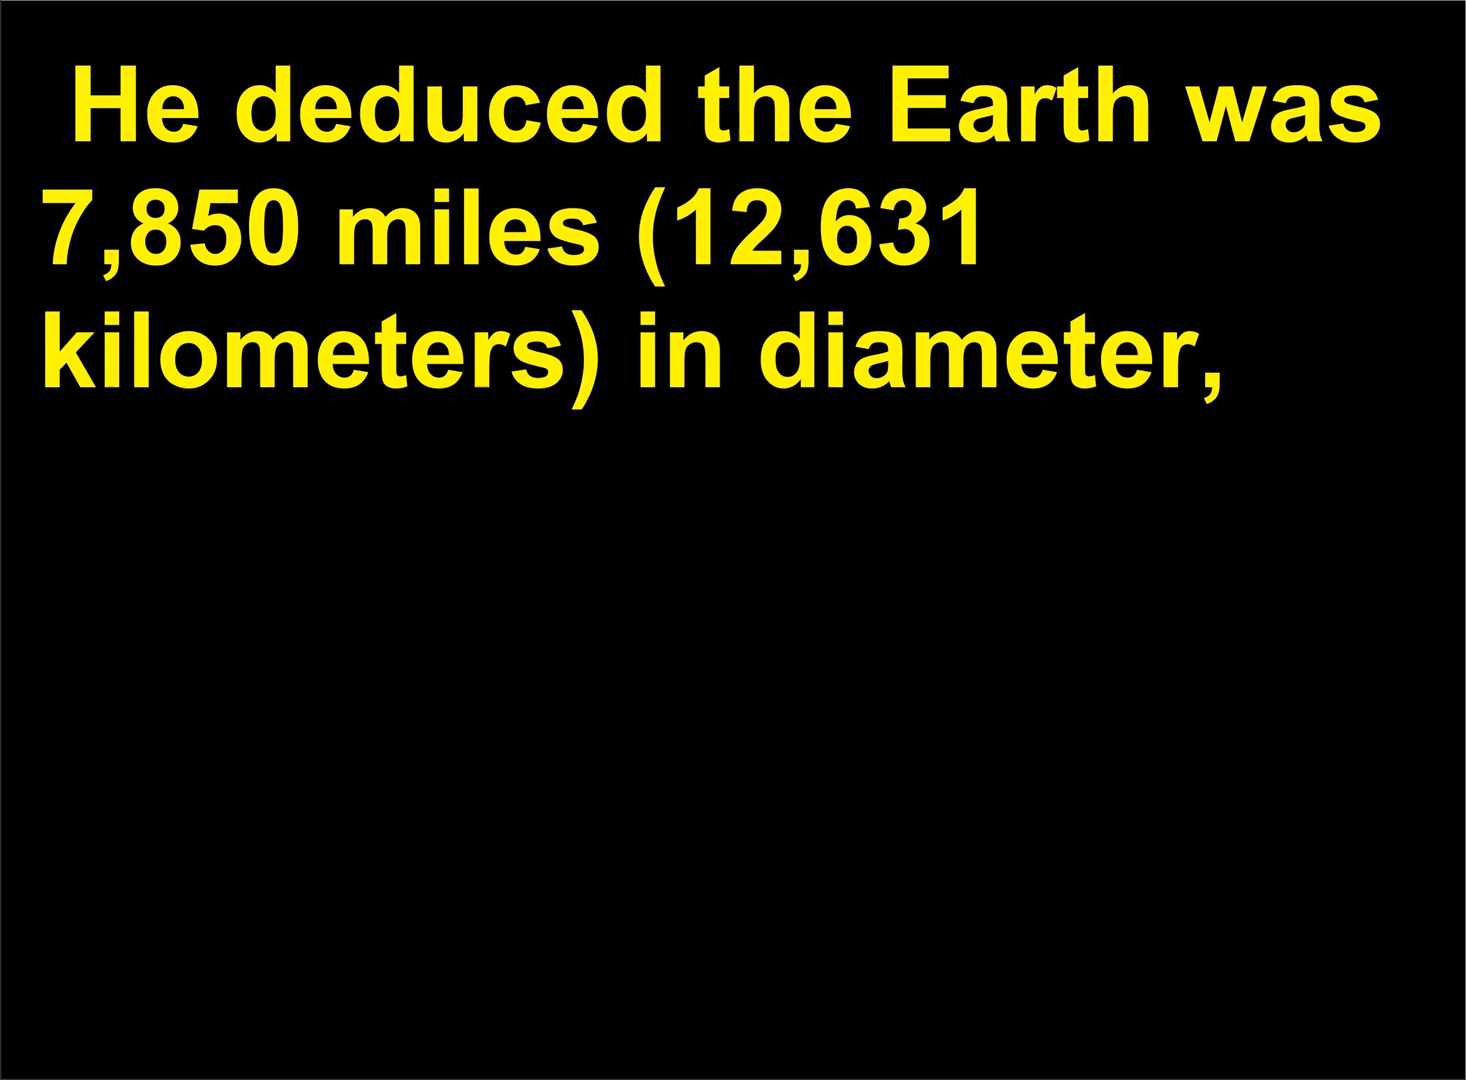 He deduced the Earth was
7,850 miles (12,631
kilometers) in diameter,